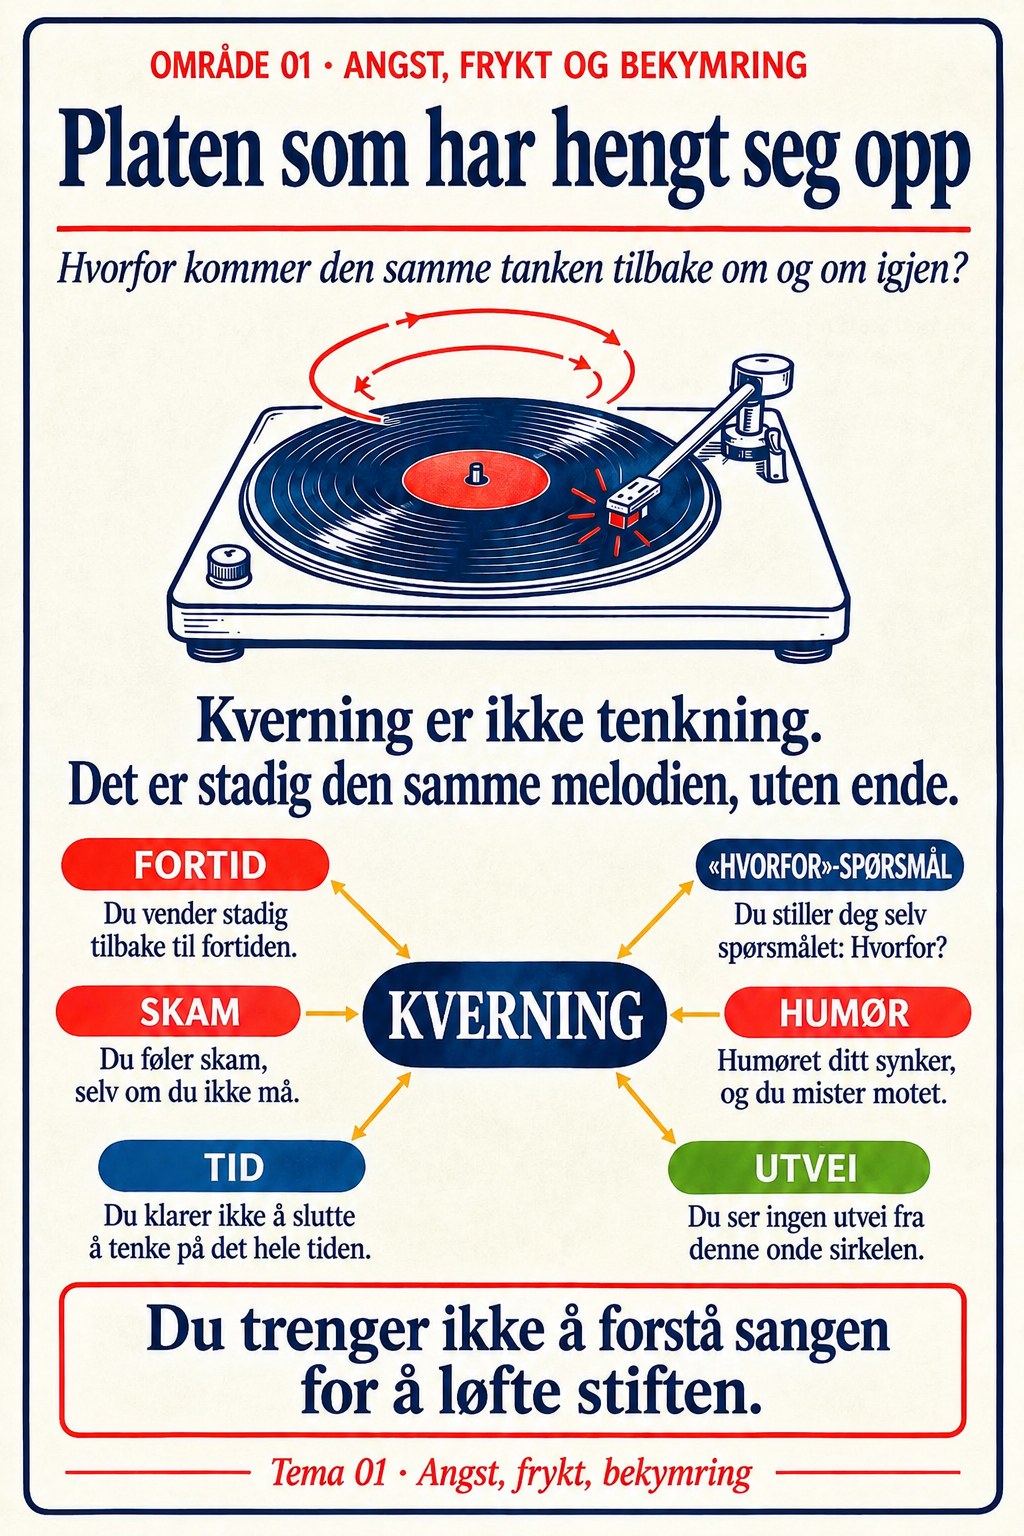 OMRÅDE 01 · ANGST, FRYKT OG BEKYMRING
Platen som har hengt seg opp
Hvorfor kommer den samme tanken tilbake om og om igjen?
Kverning er ikke tenkning.
Det er stadig den samme melodien, uten ende.
FORTID
Du vender stadig
tilbake til fortiden.
«HVORFOR»-SPØRSMÅL
Du stiller deg selv
spørsmålet: Hvorfor?
KVERNING
SKAM
Du føler skam,
selv om du ikke må.
HUMØR
Humøret ditt synker,
og du mister motet.
TID
Du klarer ikke å slutte
å tenke på det hele tiden.
UTVEI
Du ser ingen utvei fra
denne onde sirkelen.
Du trenger ikke å forstå sangen
for å løfte stiften.
Tema 01 · Angst, frykt, bekymring